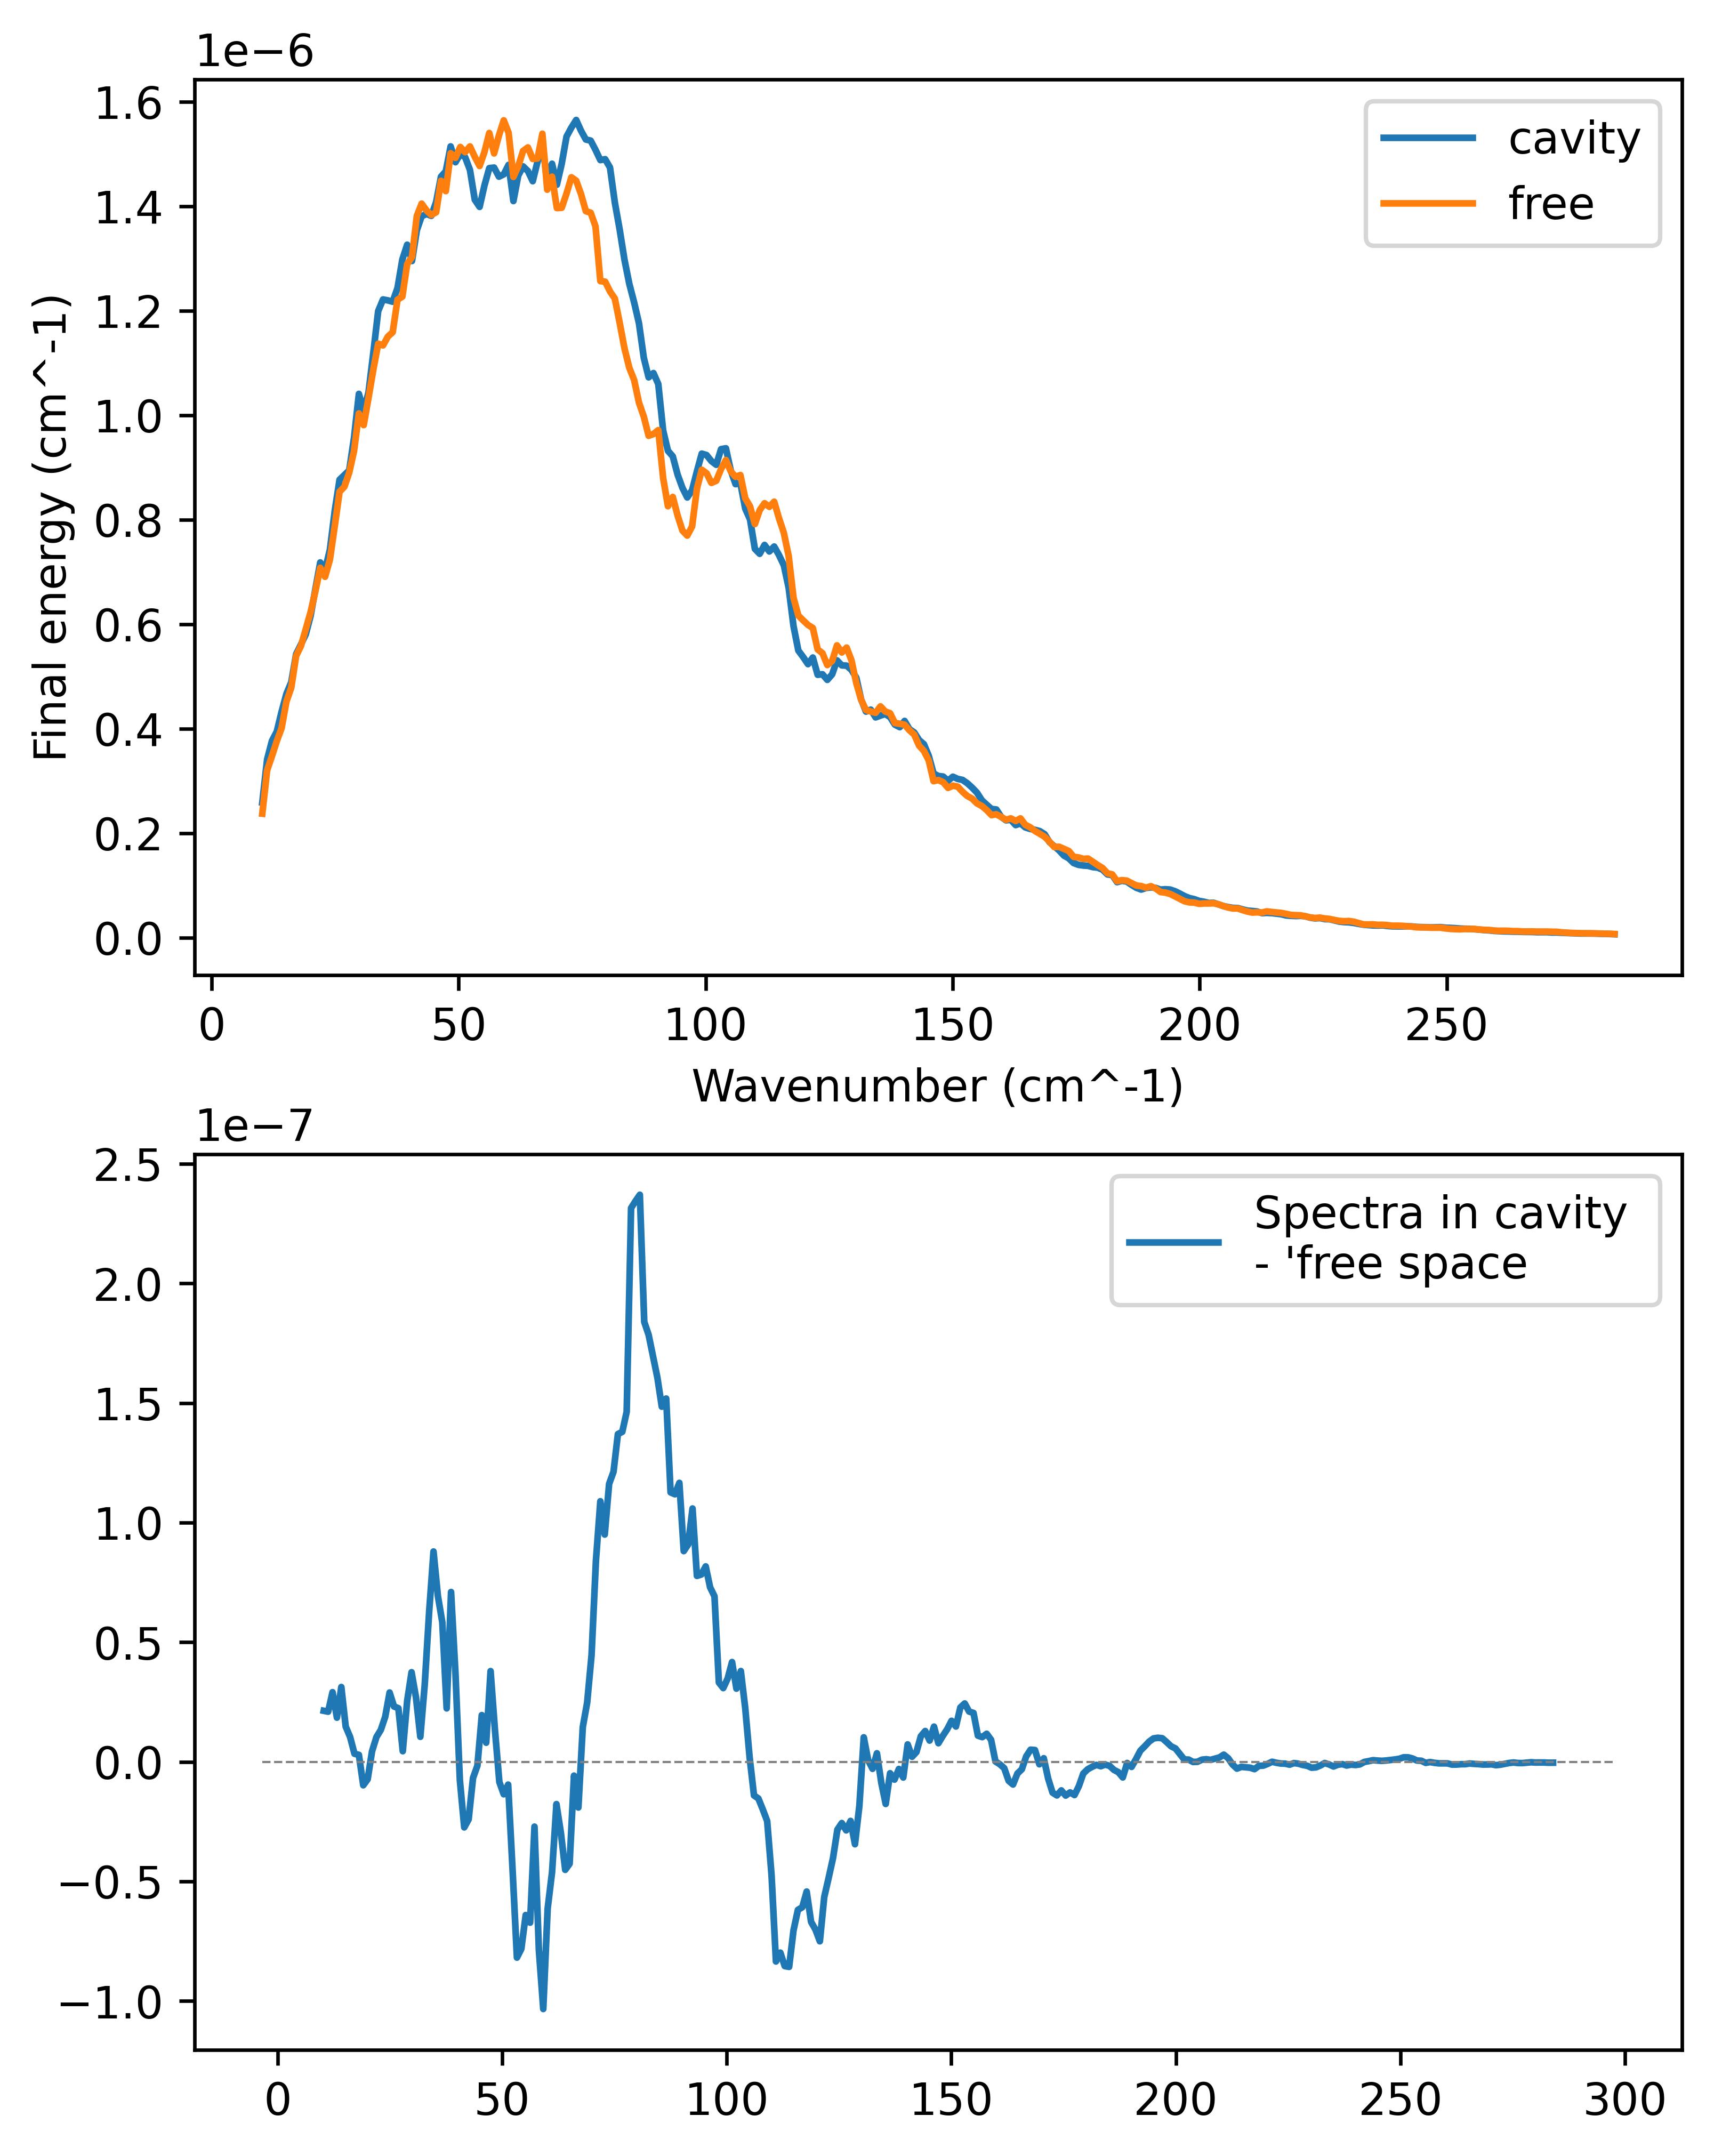 1e−6
1.6
1.4
1.2
1.0
0.8
0.6
0.4
0.2
0.0
Final energy (cm^-1)
cavity
free
0 50 100 150 200 250
Wavenumber (cm^-1)
1e−7
2.5
2.0
1.5
1.0
0.5
0.0
−0.5
−1.0
Spectra in cavity
- 'free space
0 50 100 150 200 250 300